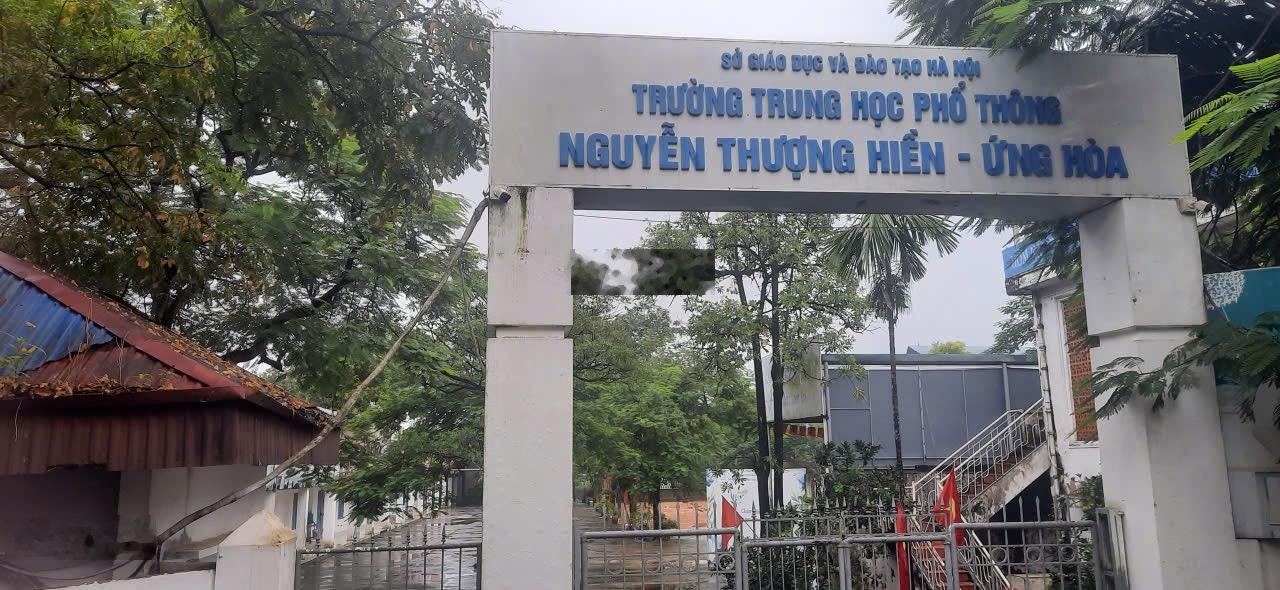 SỞ GIÁO DỤC VÀ ĐÀO TẠO HÀ NỘI
TRƯỜNG TRUNG HỌC PHỔ THÔNG
NGUYỄN THƯỢNG HIỀN - ỨNG HÒA